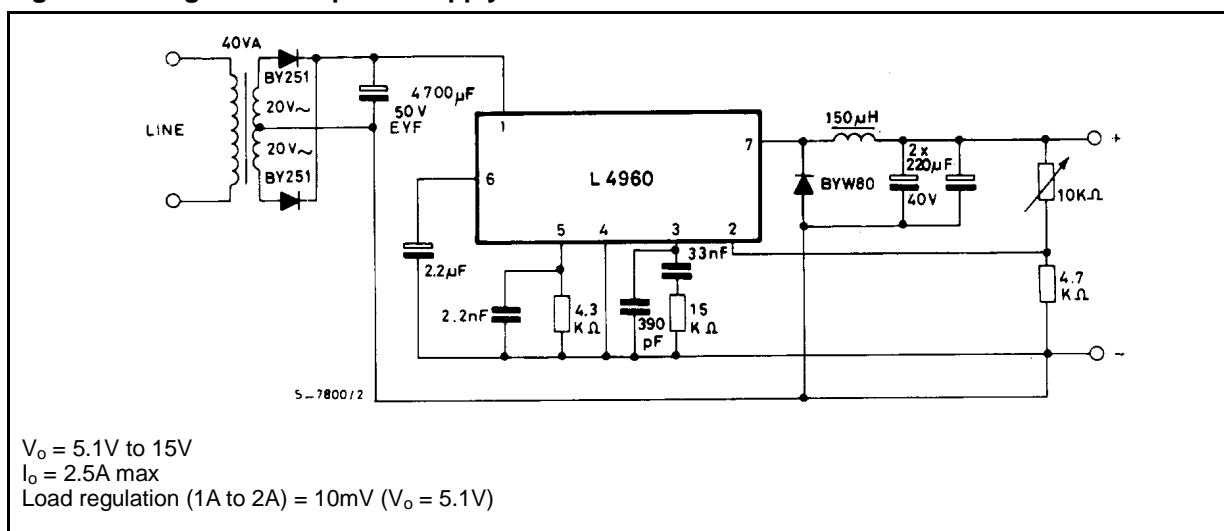 40VA
BY251
20V~
LINE
20V~
BY251
4700µF
50V
EYF
1
7
6
L4960
5
4
3
2
150µH
2x
220µF
40V
BYW80
10KΩ
2.2µF
2.2nF
4.3
KΩ
390
pF
33nF
15
KΩ
4.7
KΩ
+
-
S-7800/2
Vₒ = 5.1V to 15V
Iₒ = 2.5A max
Load regulation (1A to 2A) = 10mV (Vₒ = 5.1V)